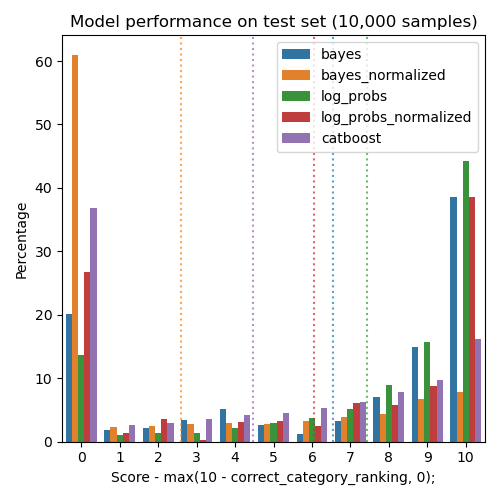 Model performance on test set (10,000 samples)
60
50
40
30
20
10
0
Percentage
bayes
bayes_normalized
log_probs
log_probs_normalized
catboost
0 1 2 3 4 5 6 7 8 9 10
Score - max(10 - correct_category_ranking, 0);